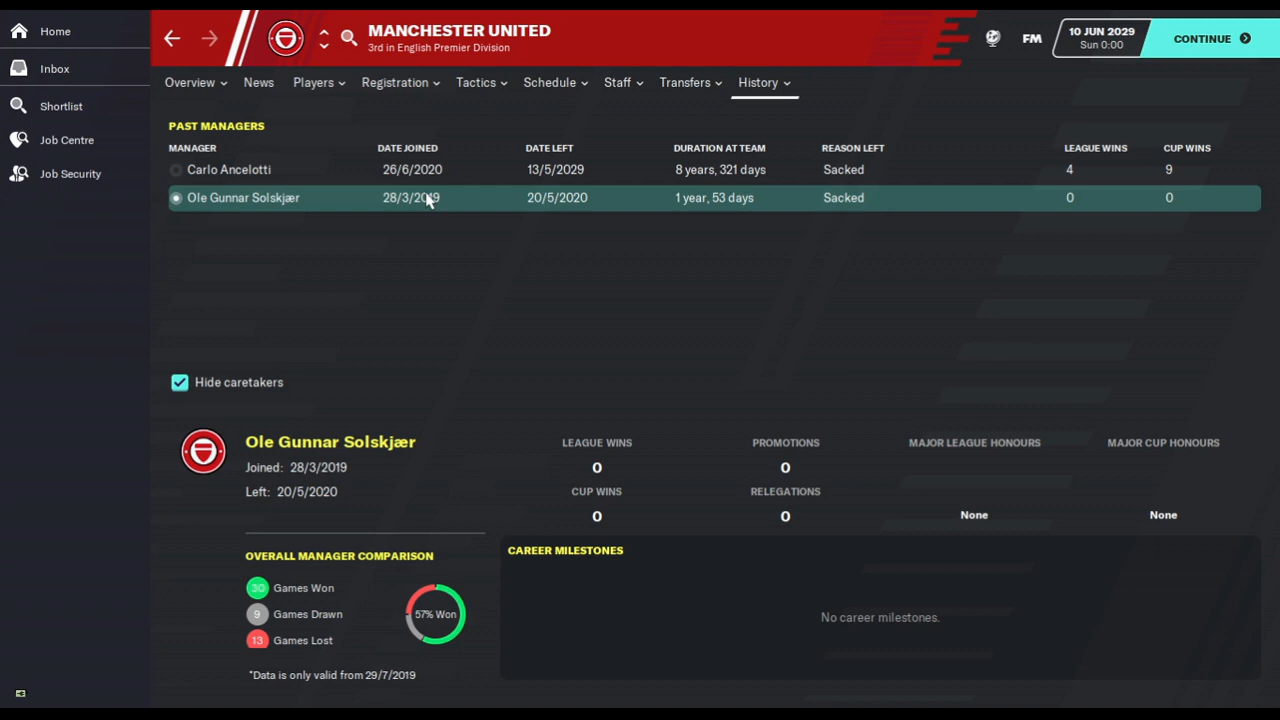 Home
Inbox
Shortlist
Job Centre
Job Security
MANCHESTER UNITED
3rd in English Premier Division
FM
10 JUN 2029
Sun 0:00
CONTINUE
Overview News Players Registration Tactics Schedule Staff Transfers History
PAST MANAGERS
MANAGER DATE JOINED DATE LEFT DURATION AT TEAM REASON LEFT LEAGUE WINS CUP WINS
Carlo Ancelotti 26/6/2020 13/5/2029 8 years, 321 days Sacked 4 9
Ole Gunnar Solskjær 28/3/2019 20/5/2020 1 year, 53 days Sacked 0 0
Hide caretakers
Ole Gunnar Solskjær
Joined: 28/3/2019
Left: 20/5/2020
LEAGUE WINS PROMOTIONS MAJOR LEAGUE HONOURS MAJOR CUP HONOURS
0 0
CUP WINS RELEGATIONS
0 0 None None
OVERALL MANAGER COMPARISON
30 Games Won
9 Games Drawn
13 Games Lost
57% Won
*Data is only valid from 29/7/2019
CAREER MILESTONES
No career milestones.